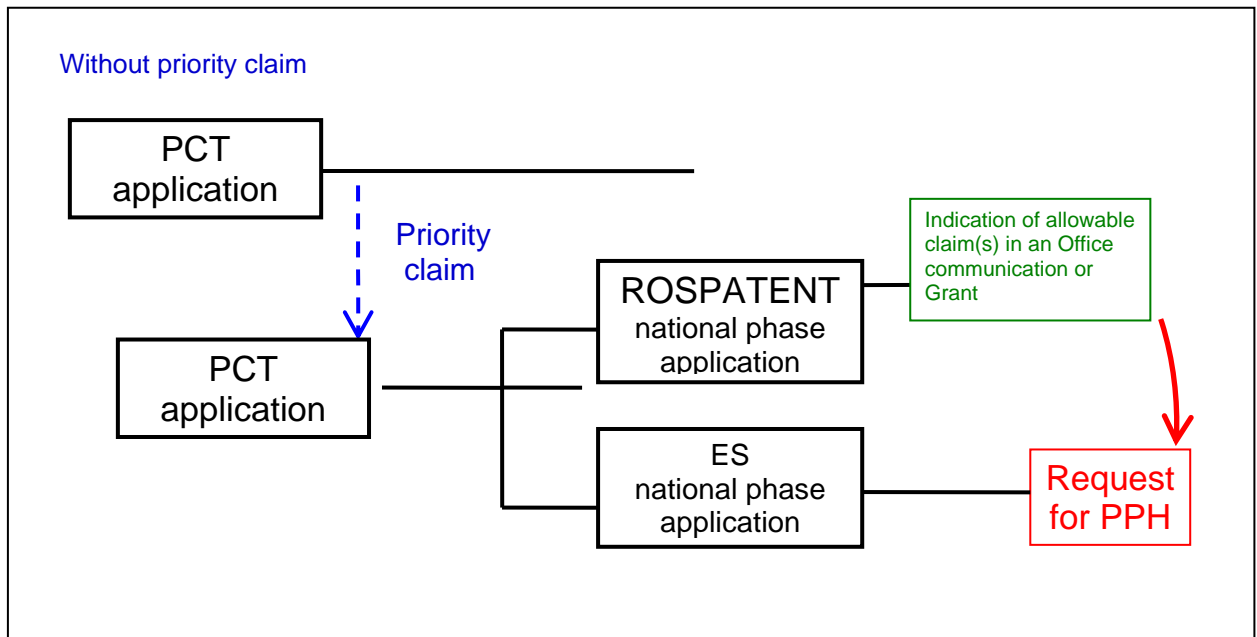 Without priority claim
PCT
application
Priority
claim
PCT
application
ROSPATENT
national phase
application
Indication of allowable
claim(s) in an Office
communication or
Grant
ES
national phase
application
Request
for PPH